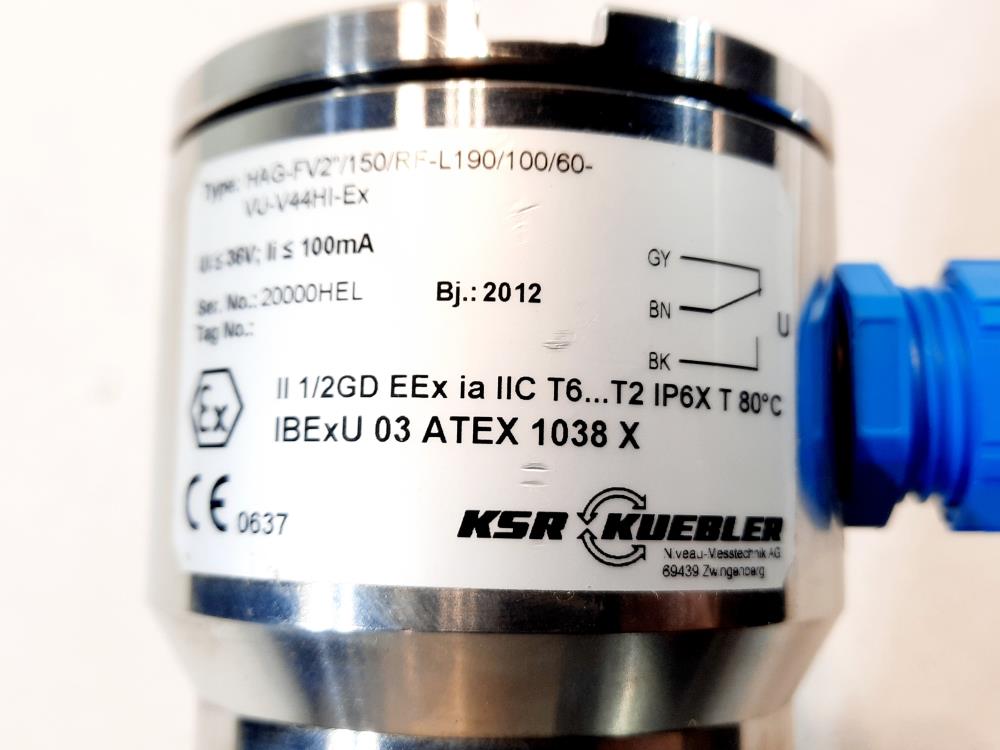 Type: HAG-FV2"/150/RF-L190/100/60-
VU-V44HI-Ex
Ui ≤ 36V; Ii ≤ 100mA
Ser. No.: 20000HEL Bj.: 2012
Tag No.:
GY
BN
U
BK
Ex
II 1/2GD EEx ia IIC T6...T2 IP6X T 80°C
IBExU 03 ATEX 1038 X
CE 0637
KSR KUEBLER
Niveau-Messtechnik AG
69439 Zwingenberg